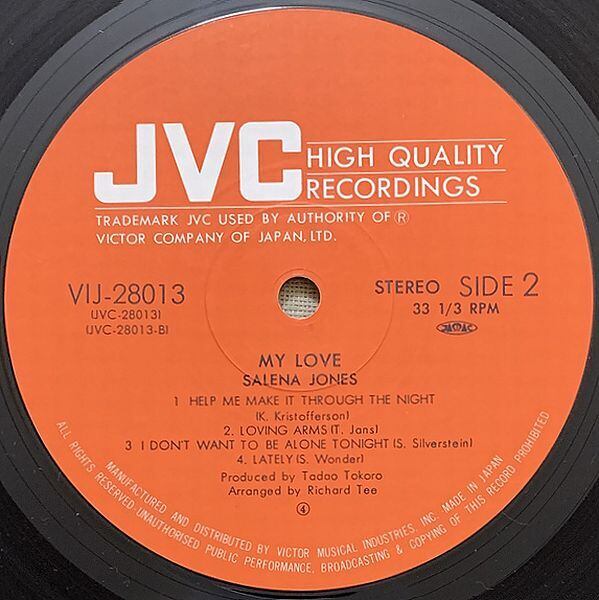 JVC HIGH QUALITY
RECORDINGS
TRADEMARK JVC USED BY AUTHORITY OF Ⓡ
VICTOR COMPANY OF JAPAN, LTD.
VIJ-28013
(JVC-28013)
(JVC-28013-B)
STEREO SIDE 2
33 1/3 RPM
JASRAC
MY LOVE
SALENA JONES
1 HELP ME MAKE IT THROUGH THE NIGHT
(K. Kristofferson)
2. LOVING ARMS (T. Jans)
3 I DON'T WANT TO BE ALONE TONIGHT (S. Silverstein)
4. LATELY (S. Wonder)
Produced by Tadao Tokoro
Arranged by Richard Tee
④
MANUFACTURED AND DISTRIBUTED BY VICTOR MUSICAL INDUSTRIES, INC. MADE IN JAPAN
ALL RIGHTS RESERVED UNAUTHORISED PUBLIC PERFORMANCE, BROADCASTING & COPYING OF THIS RECORD PROHIBITED